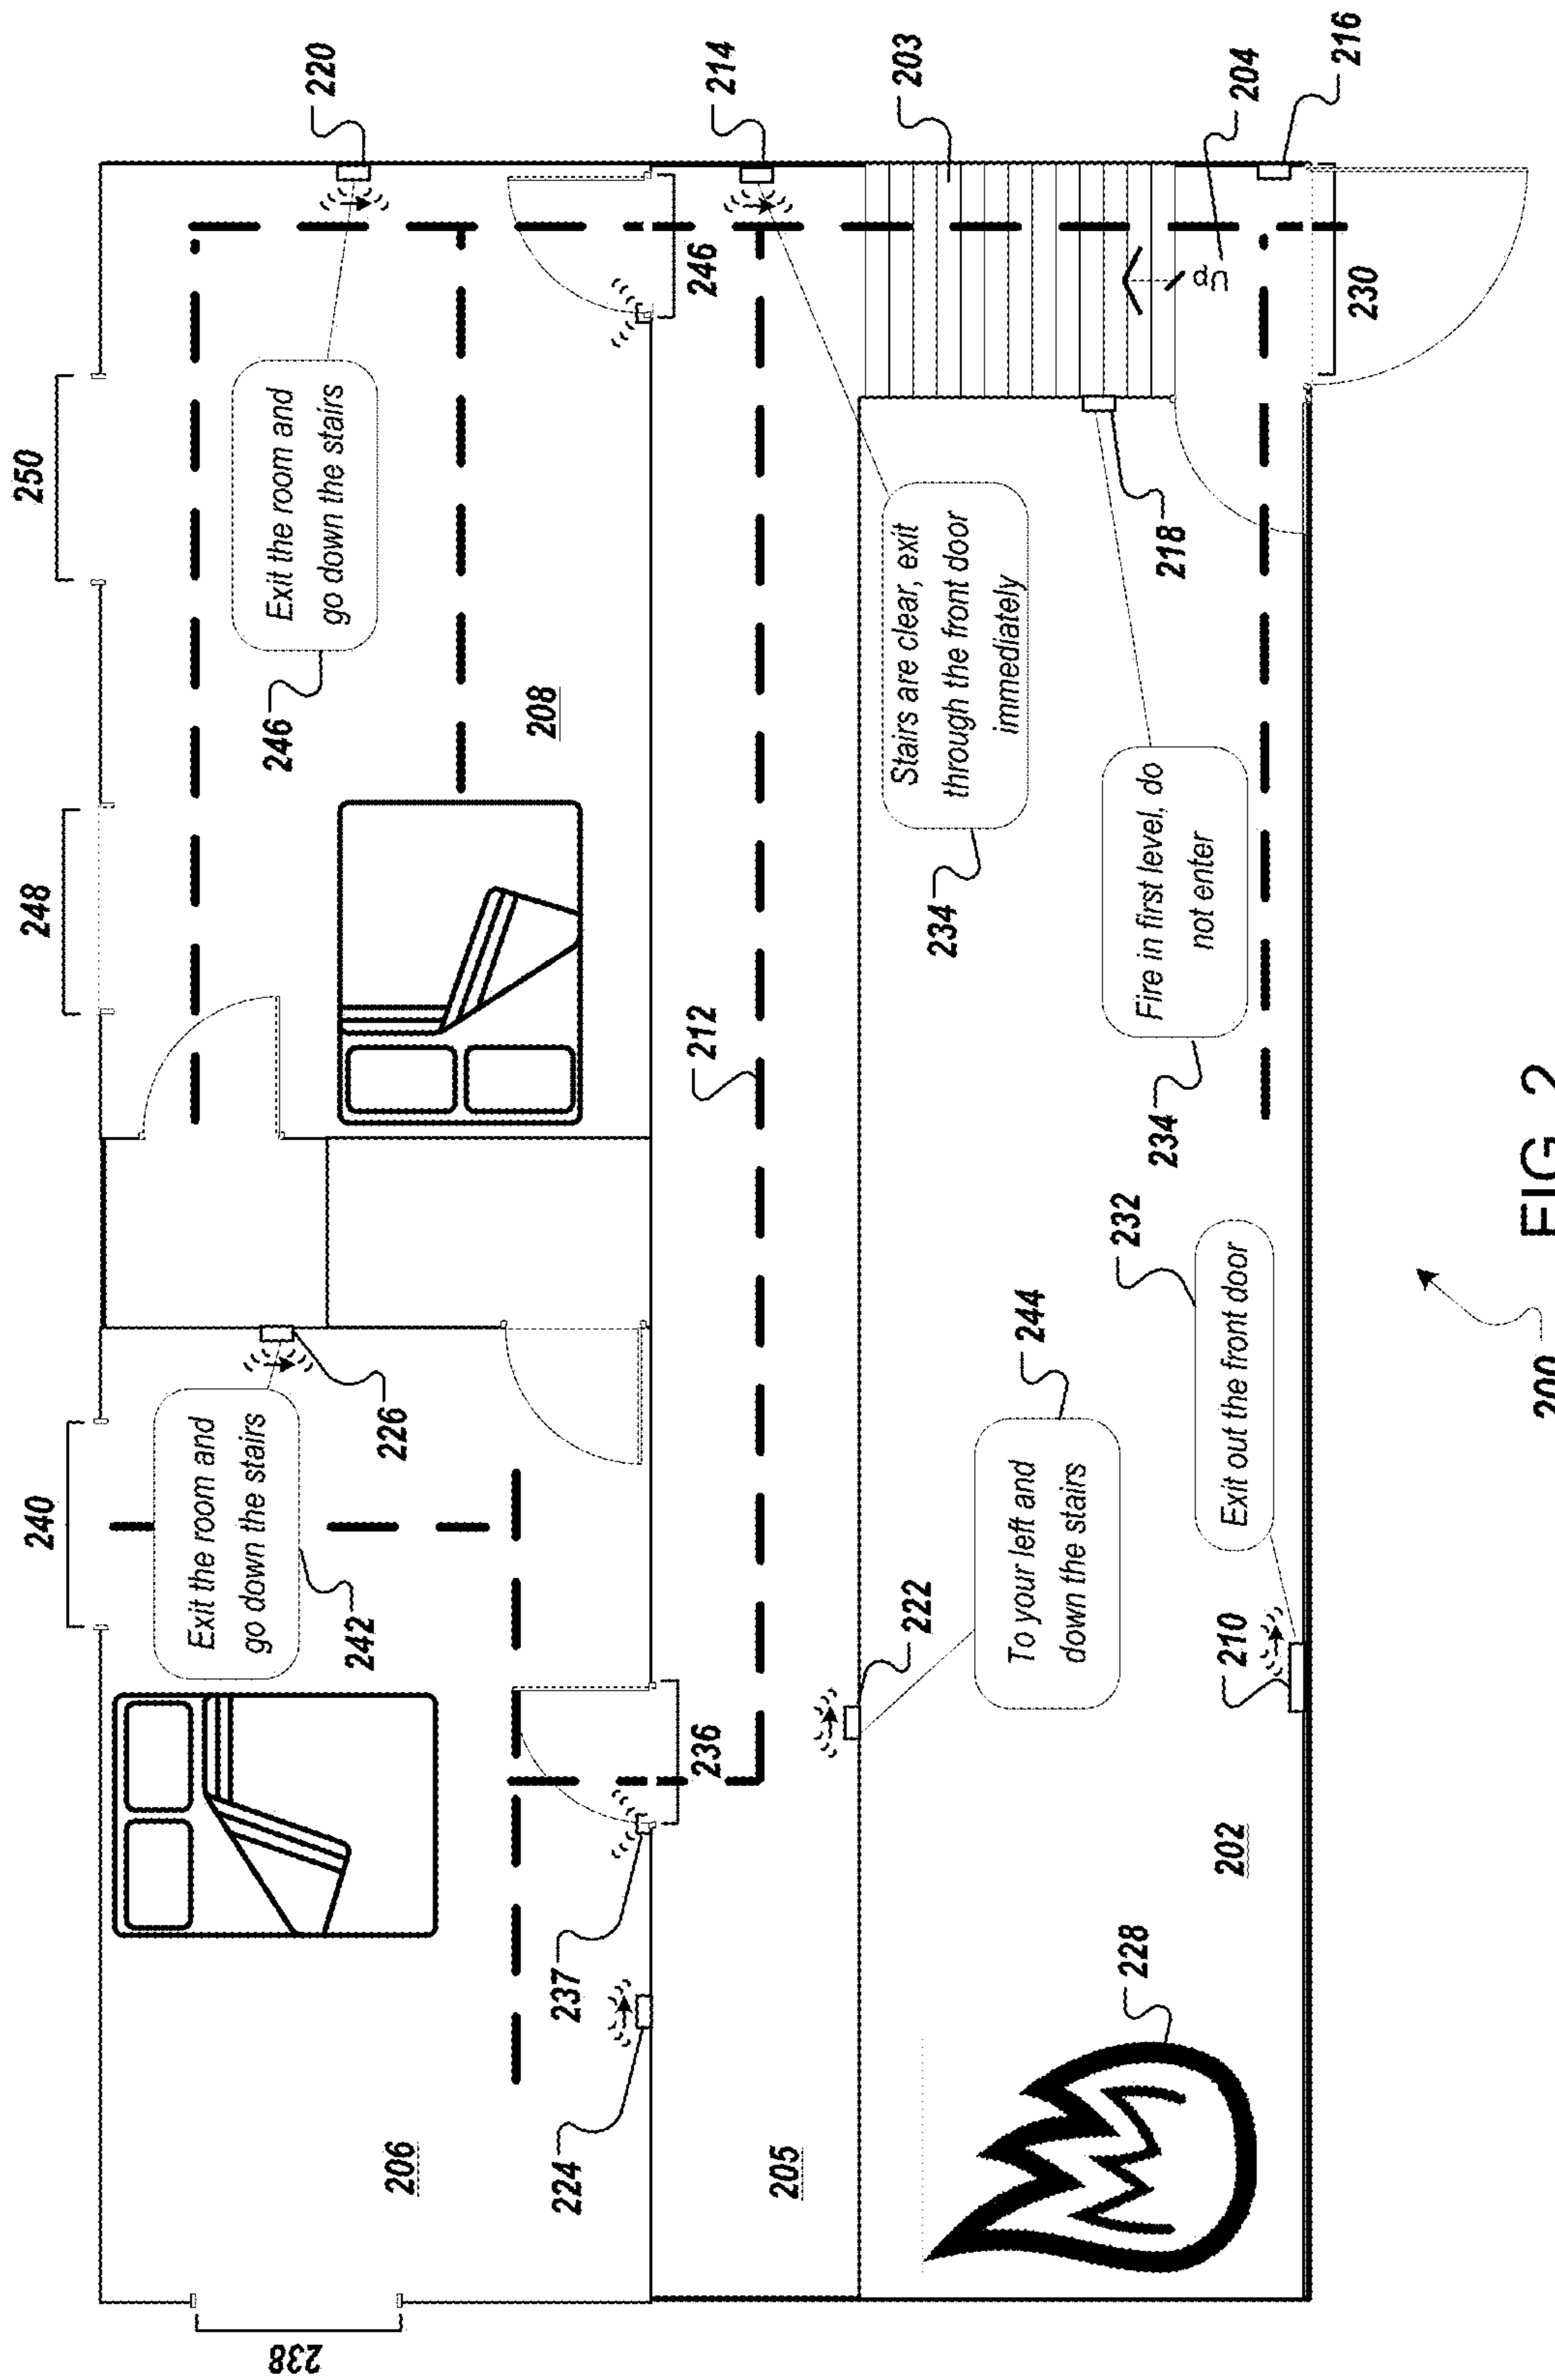 240
248
250
Exit the room and
go down the stairs
242
226
Exit the room and
go down the stairs
246
220
238
206
208
224
237
236
212
246
214
205
222
Stairs are clear, exit
through the front door
immediately
234
203
To your left and
down the stairs
244
Fire in first level, do
not enter
234
218
228
232
Exit out the front door
210
202
Up
204
230
216
200
FIG. 2